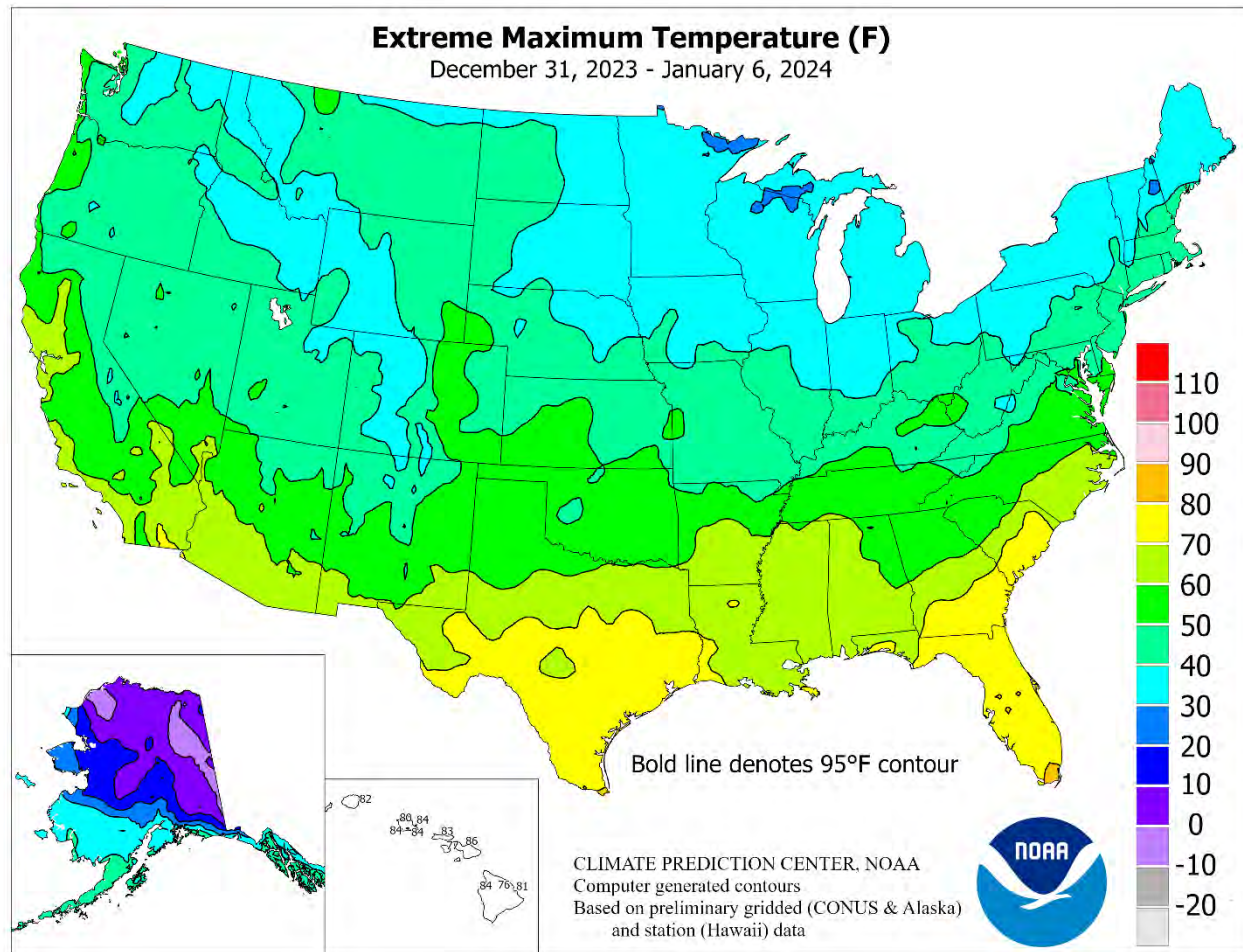 Extreme Maximum Temperature (F)
December 31, 2023 - January 6, 2024
110
100
90
80
70
60
50
40
30
20
10
0
-10
-20
Bold line denotes 95°F contour
82
80 84
84 84
83
77
86
84 76 81
CLIMATE PREDICTION CENTER, NOAA
Computer generated contours
Based on preliminary gridded (CONUS & Alaska)
and station (Hawaii) data
NOAA